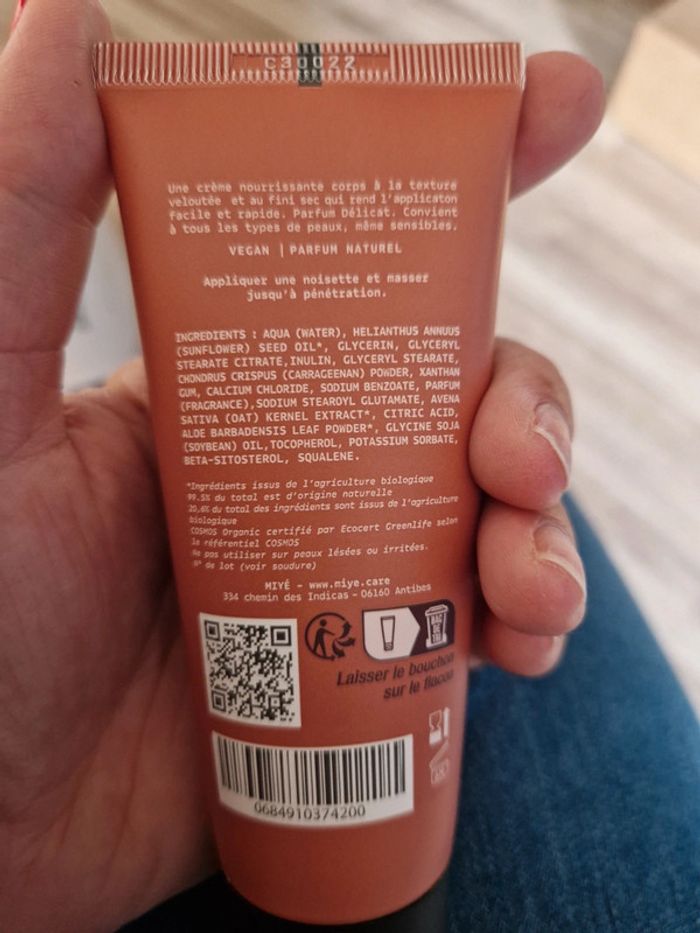 C30022
Une crème nourrissante corps à la texture
veloutée et au fini sec qui rend l'applicaton
facile et rapide. Parfum Délicat. Convient
à tous les types de peaux, même sensibles.
VEGAN | PARFUM NATUREL
Appliquer une noisette et masser
jusqu'à pénétration.
INGREDIENTS : AQUA (WATER), HELIANTHUS ANNUUS
(SUNFLOWER) SEED OIL*, GLYCERIN, GLYCERYL
STEARATE CITRATE,INULIN, GLYCERYL STEARATE,
CHONDRUS CRISPUS (CARRAGEENAN) POWDER, XANTHAN
GUM, CALCIUM CHLORIDE, SODIUM BENZOATE, PARFUM
(FRAGRANCE),SODIUM STEAROYL GLUTAMATE, AVENA
SATIVA (OAT) KERNEL EXTRACT*, CITRIC ACID,
ALOE BARBADENSIS LEAF POWDER*, GLYCINE SOJA
(SOYBEAN) OIL,TOCOPHEROL, POTASSIUM SORBATE,
BETA-SITOSTEROL, SQUALENE.
*Ingrédients issus de l'agriculture biologique
99.5% du total est d'origine naturelle
20,6% du total des ingrédients sont issus de l'agriculture
biologique
COSMOS Organic certifié par Ecocert Greenlife selon
le référentiel COSMOS
Ne pas utiliser sur peaux lésées ou irritées.
N° de lot (voir soudure)
MIYÉ - www.miye.care
334 chemin des Indicas - 06160 Antibes
BAC
DE
TRI
Laisser le bouchon
sur le flacon
0684910374200